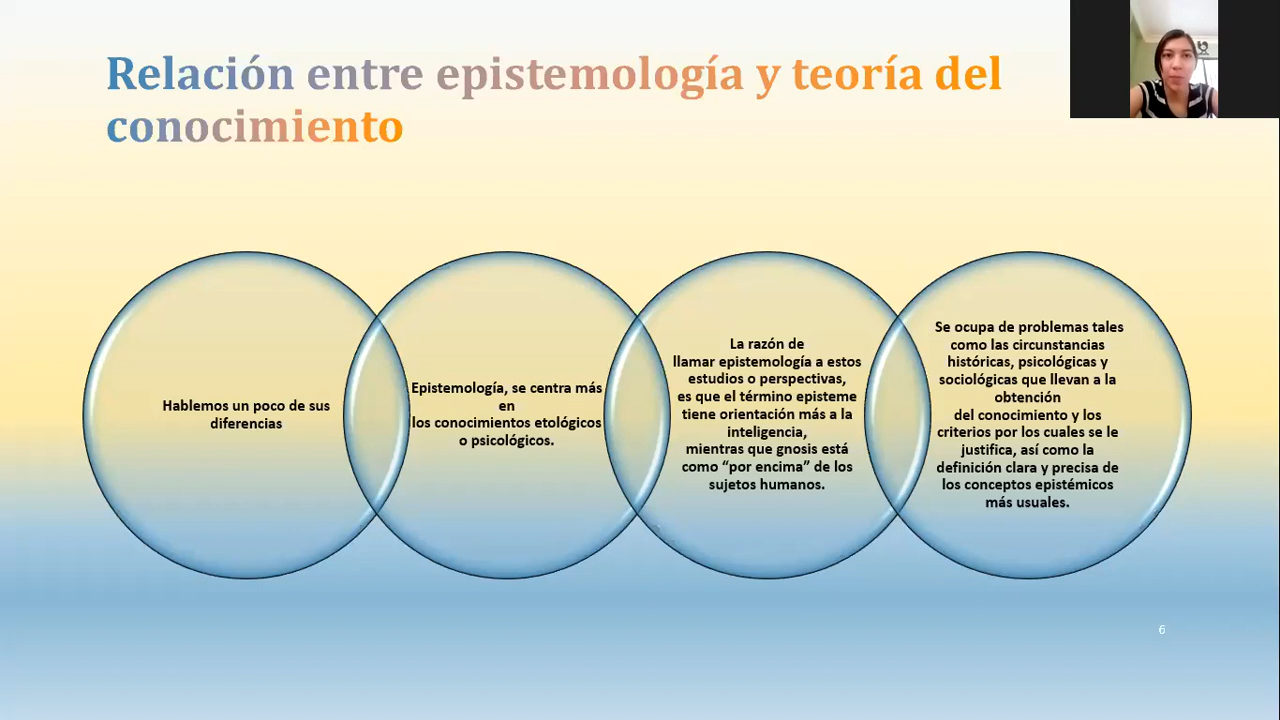 Relación entre epistemología y teoría del
conocimiento
Hablemos un poco de sus
diferencias
Epistemología, se centra más
en
los conocimientos etológicos
o psicológicos.
La razón de
llamar epistemología a estos
estudios o perspectivas,
es que el término episteme
tiene orientación más a la
inteligencia,
mientras que gnosis está
como “por encima” de los
sujetos humanos.
Se ocupa de problemas tales
como las circunstancias
históricas, psicológicas y
sociológicas que llevan a la
obtención
del conocimiento y los
criterios por los cuales se le
justifica, así como la
definición clara y precisa de
los conceptos epistémicos
más usuales.
6